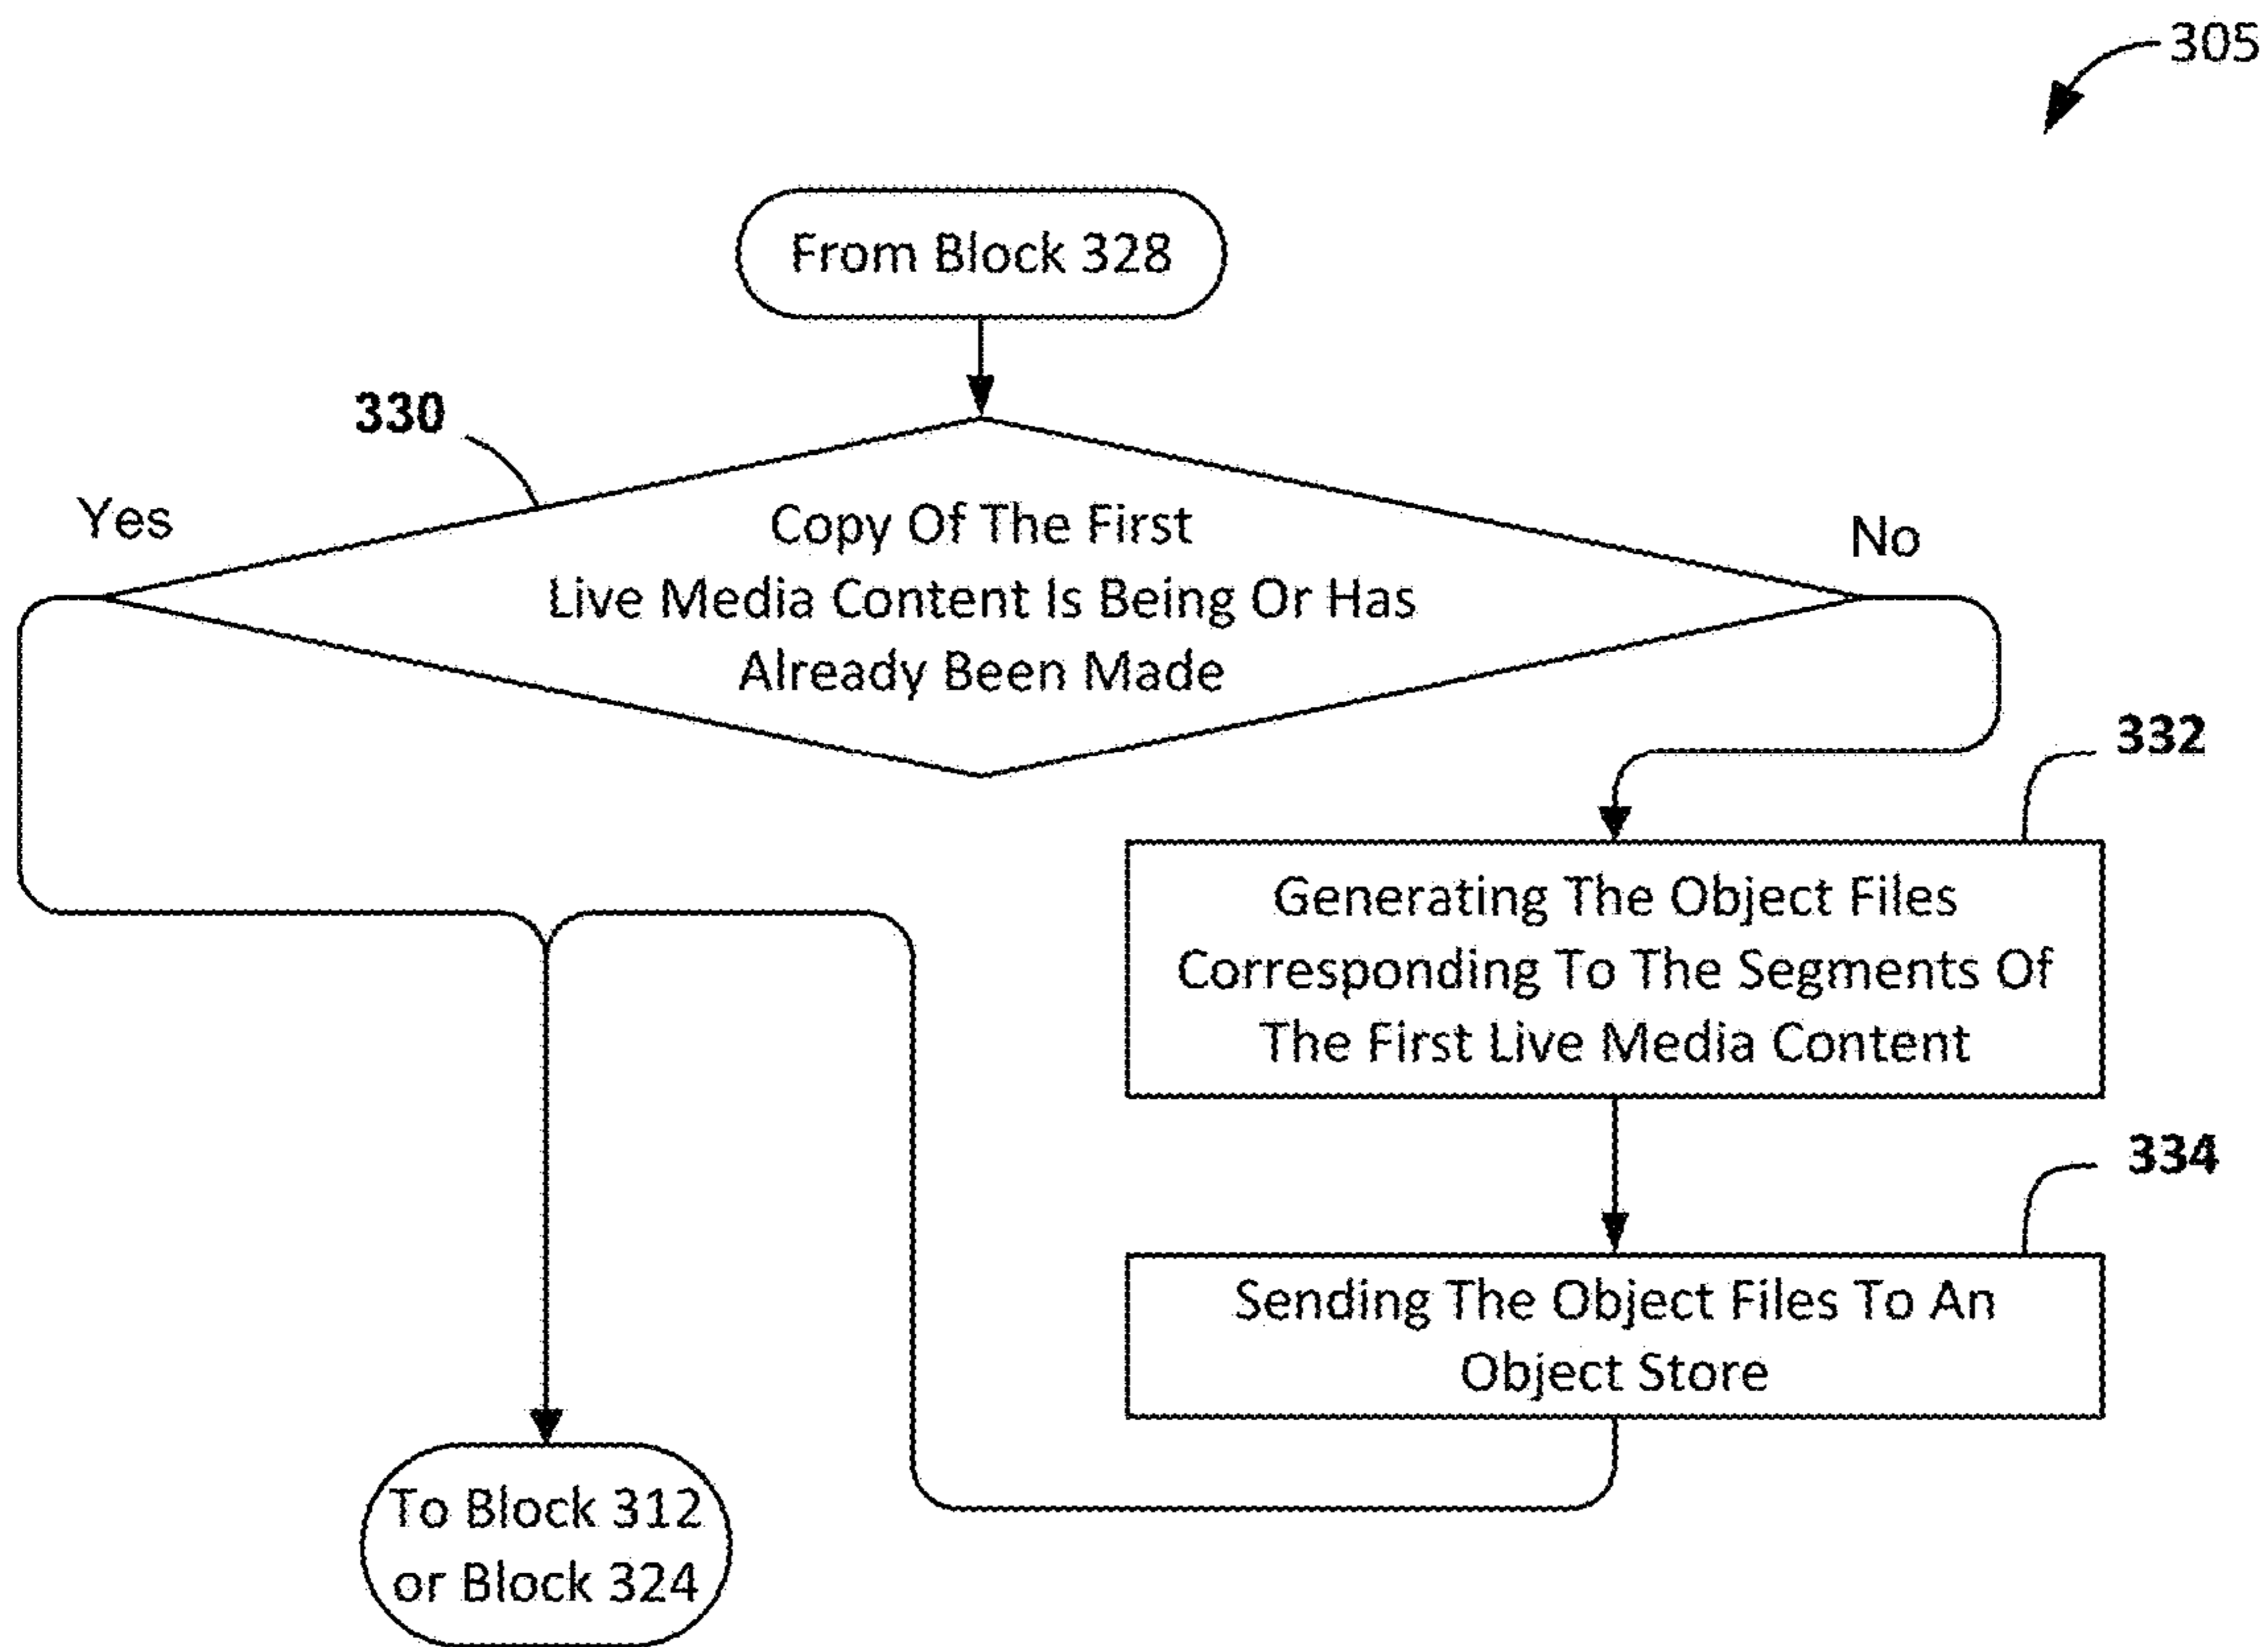 305
From Block 328
330
Yes
No
Copy Of The First
Live Media Content Is Being Or Has
Already Been Made
332
Generating The Object Files
Corresponding To The Segments Of
The First Live Media Content
334
Sending The Object Files To An
Object Store
To Block 312
or Block 324